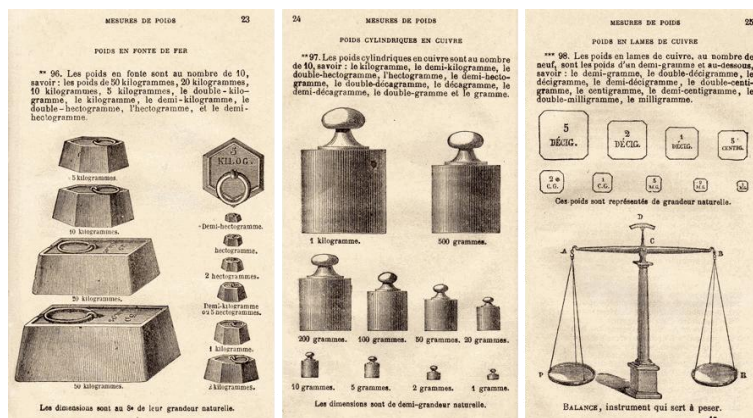 MESURES DE POIDS 23
POIDS EN FONTE DE FER
** 96. Les poids en fonte sont au nombre de 10,
savoir : les poids de 50 kilogrammes, 20 kilogrammes,
10 kilogrammes, 5 kilogrammes, le double-kilo-
gramme, le kilogramme, le demi-kilogramme, le
double-hectogramme, l'hectogramme, et le demi-
hectogramme.
5 kilogrammes.
10 kilogrammes.
20 kilogrammes.
50 kilogrammes.
5
KILOG.
Demi-hectogramme.
hectogramme.
2 hectogrammes.
Demi-kilogramme
ou 5 hectogrammes.
1 kilogramme.
2 kilogrammes.
Les dimensions sont au 8e de leur grandeur naturelle.
24 MESURES DE POIDS
POIDS CYLINDRIQUES EN CUIVRE
**97. Les poids cylindriques en cuivre sont au nombre
de 10, savoir : le kilogramme, le demi-kilogramme, le
double-hectogramme, l'hectogramme, le demi-hecto-
gramme, le double-décagramme, le décagramme, le
demi-décagramme, le double-gramme et le gramme.
1 kilogramme. 500 grammes.
200 grammes. 100 grammes. 50 grammes. 20 grammes.
10 grammes. 5 grammes. 2 grammes. 1 gramme.
Les dimensions sont de demi-grandeur naturelle.
MESURES DE POIDS 25
POIDS EN LAMES DE CUIVRE
*** 98. Les poids en lames de cuivre, au nombre de
neuf, sont les poids d'un demi-gramme et au-dessous,
savoir : le demi-gramme, le double-décigramme, le
décigramme, le demi-décigramme, le double-centi-
gramme, le centigramme, le demi-centigramme, le
double-milligramme, le milligramme.
5
DÉCIG.
2
DÉCIG.
1
DÉCIG.
5
CENTIG.
2
C.G.
1
C.G.
5
M.G.
2
M.G.
Ces poids sont représentés de grandeur naturelle.
D
A C B
P R
BALANCE, instrument qui sert à peser.